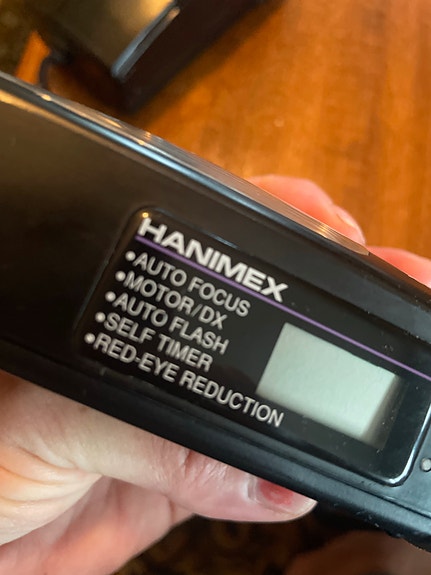 HANIMEX
•AUTO FOCUS
•MOTOR/DX
•AUTO FLASH
•SELF TIMER
•RED-EYE REDUCTION